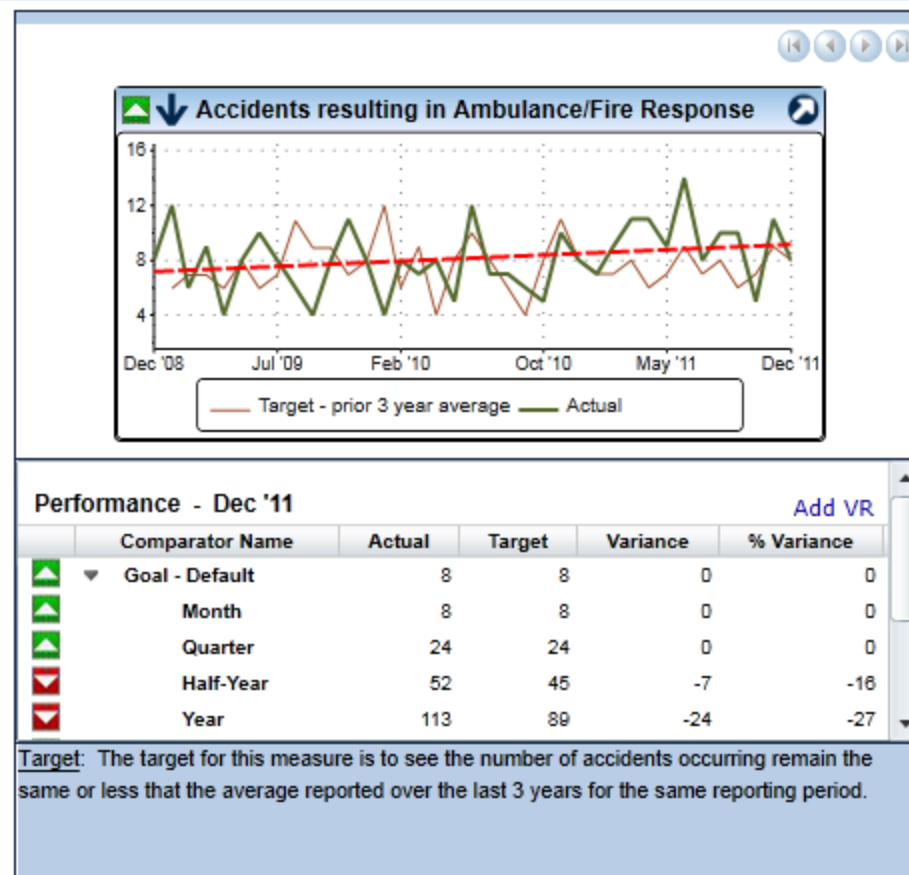 Accidents resulting in Ambulance/Fire Response
16
12
8
4
Dec '08 Jul '09 Feb '10 Oct '10 May '11 Dec '11
Target - prior 3 year average Actual
Performance - Dec '11
Add VR
Comparator Name Actual Target Variance % Variance
Goal - Default 8 8 0 0
Month 8 8 0 0
Quarter 24 24 0 0
Half-Year 52 45 -7 -16
Year 113 89 -24 -27
Target: The target for this measure is to see the number of accidents occurring remain the
same or less that the average reported over the last 3 years for the same reporting period.